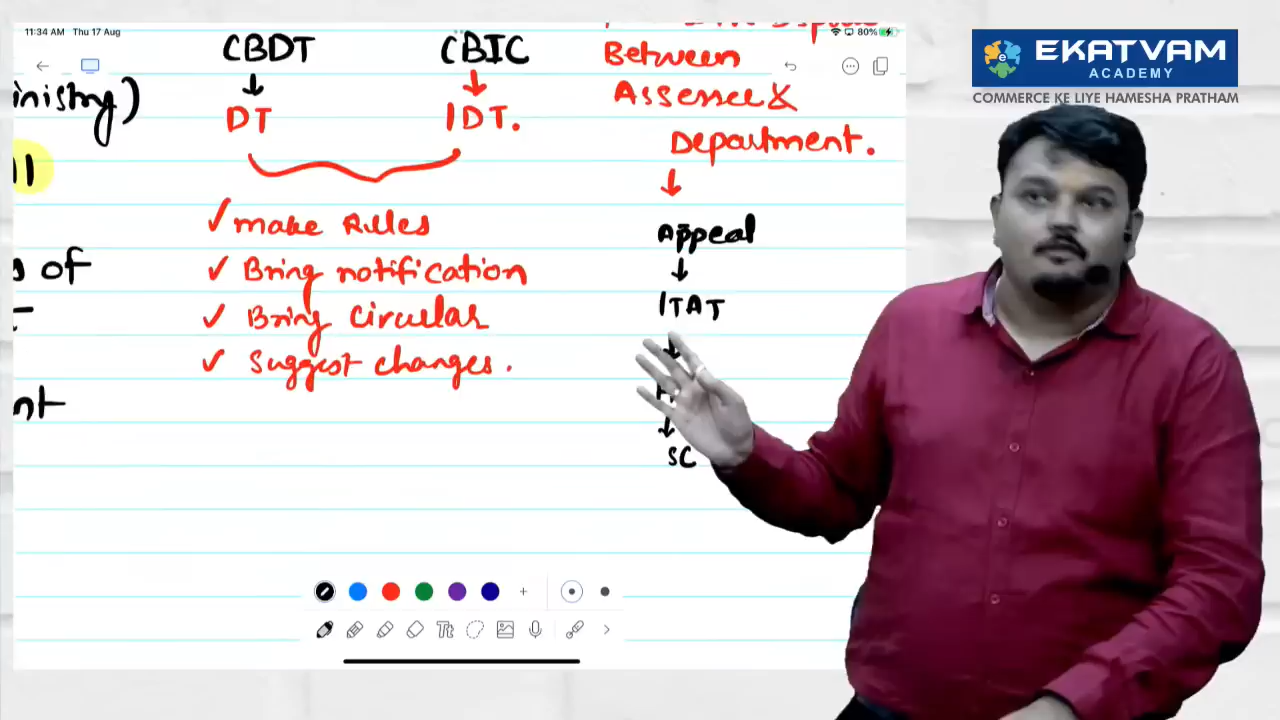 11:34 AM Thu 17 Aug
80%
EKATVAM
ACADEMY
COMMERCE KE LIYE HAMESHA PRATHAM
inistry)
s of
nt
CBDT
CBIC
DT
IDT.
✓ make Rules
✓ Bring notification
✓ Bring Circular
✓ Suggest changes.
Between
Assessee &
Department.
Appeal
ITAT
SC
Tt